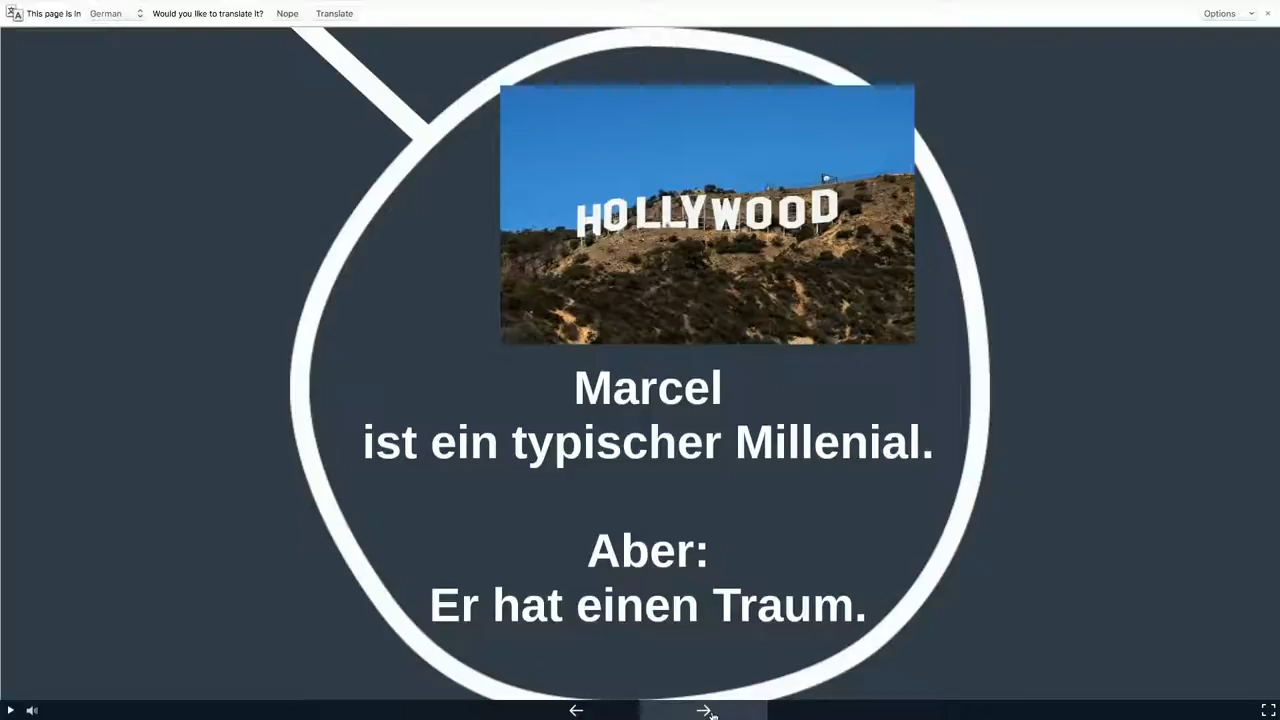 This page is in German Would you like to translate it? Nope Translate Options
HOLLYWOOD
Marcel
ist ein typischer Millenial.
Aber:
Er hat einen Traum.